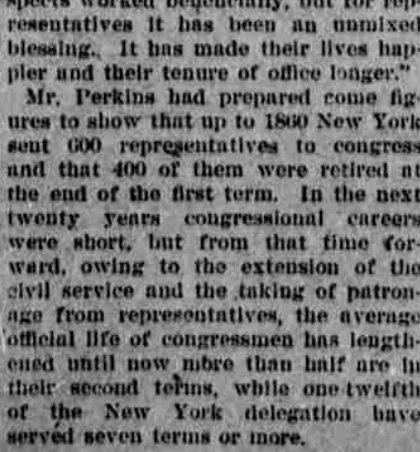 spects worked beneficially, but for rep-
resentatives it has been an unmixed
blessing. It has made their lives hap-
pier and their tenure of office longer."
Mr. Perkins had prepared come fig-
ures to show that up to 1860 New York
sent 600 representatives to congress
and that 400 of them were retired at
the end of the first term. In the next
twenty years congressional careers
were short, but from that time for-
ward, owing to the extension of the
civil service and the taking of patron-
age from representatives, the average
official life of congressmen has length-
ened until now more than half are in
their second terms, while one-twelfth
of the New York delegation have
served seven terms or more.